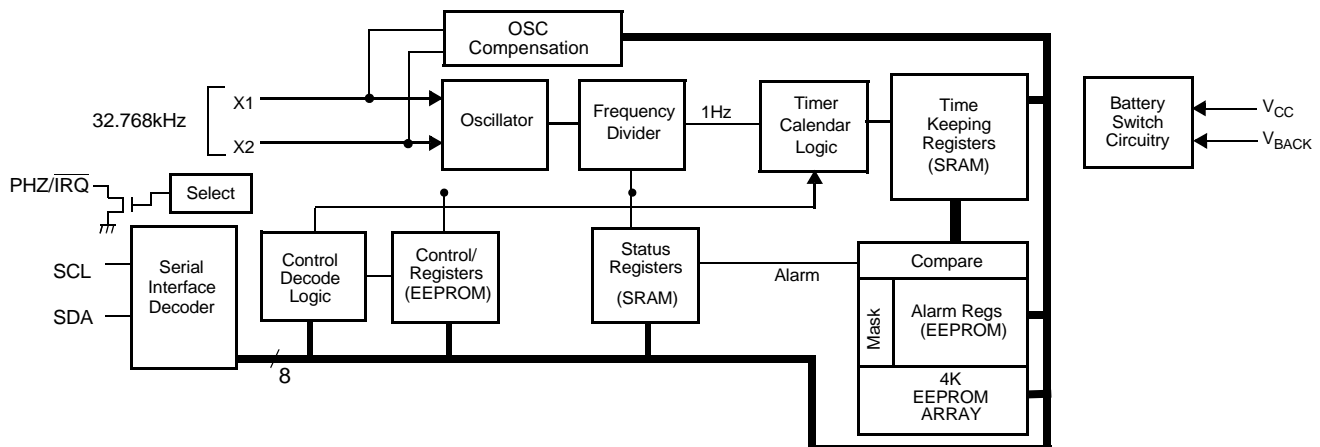 OSC
Compensation
32.768kHz
X1
X2
Oscillator
Frequency
Divider
1Hz
Timer
Calendar
Logic
Time
Keeping
Registers
(SRAM)
Battery
Switch
Circuitry
VCC
VBACK
PHZ/IRQ
Select
SCL
SDA
Serial
Interface
Decoder
Control
Decode
Logic
Control/
Registers
(EEPROM)
Status
Registers
(SRAM)
Alarm
Compare
Mask
Alarm Regs
(EEPROM)
4K
EEPROM
ARRAY
8